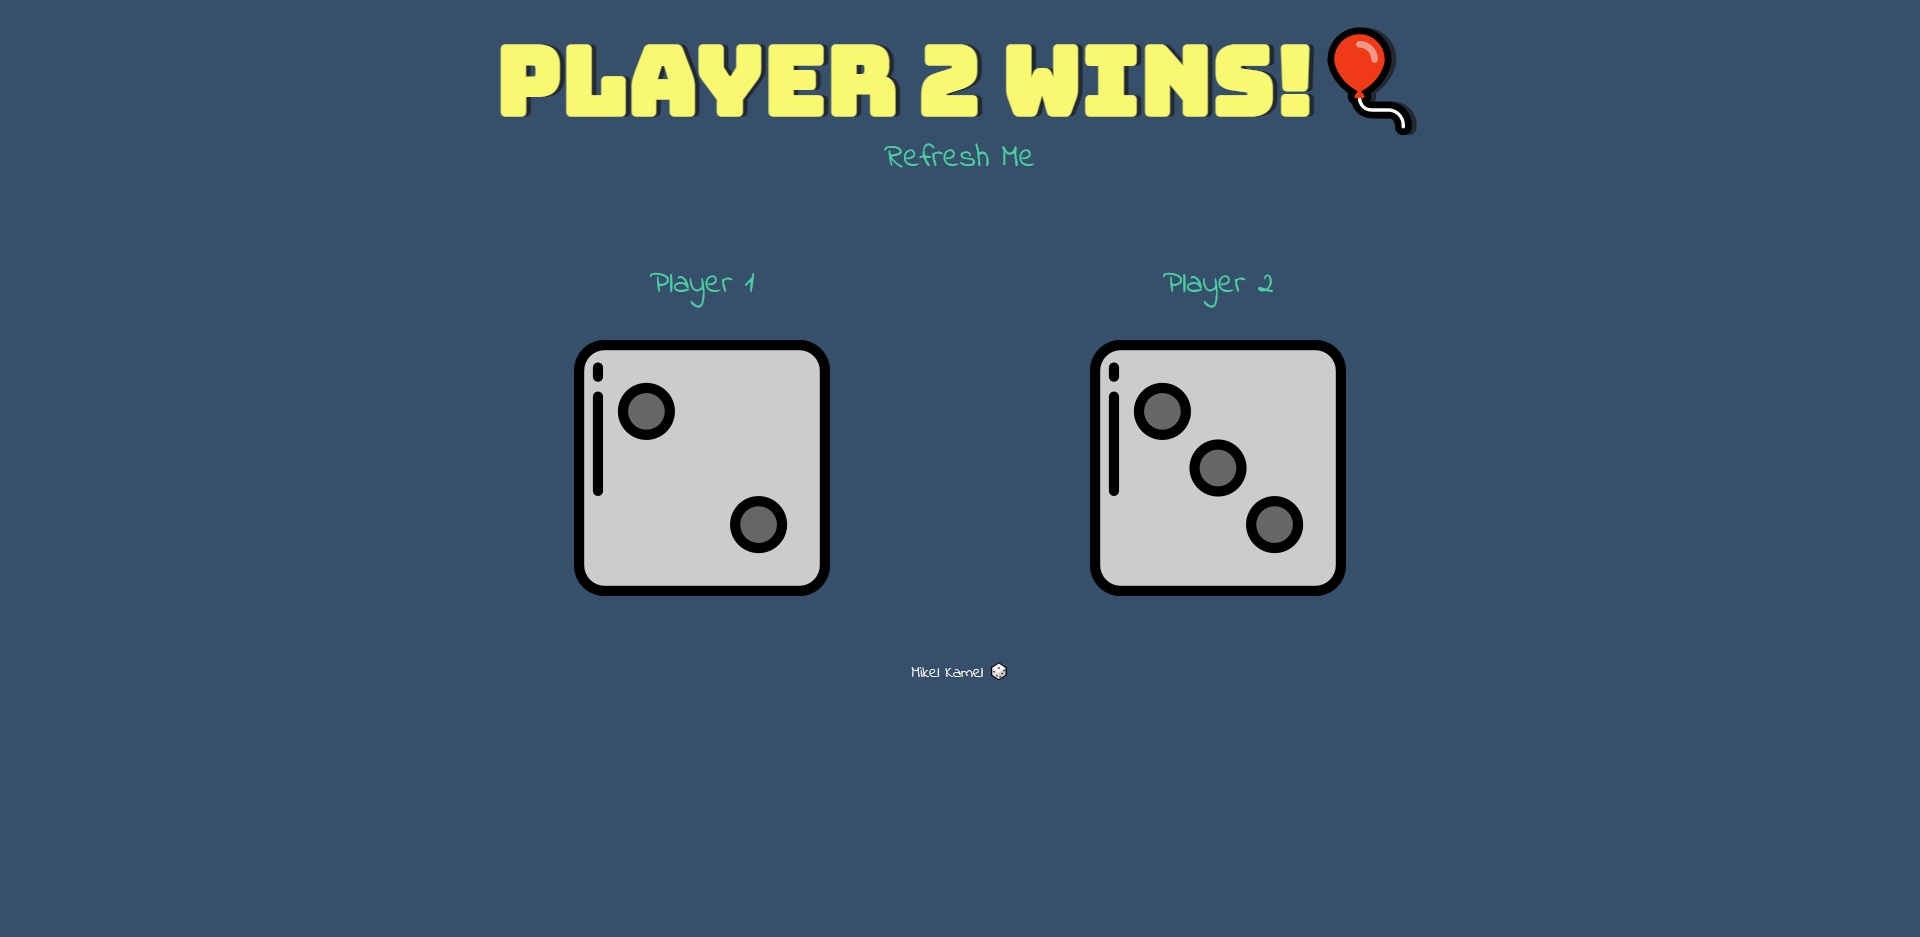 PLAYER 2 WINS!🎈
Refresh Me
Player 1
Player 2
Mikel Kamel 🎲